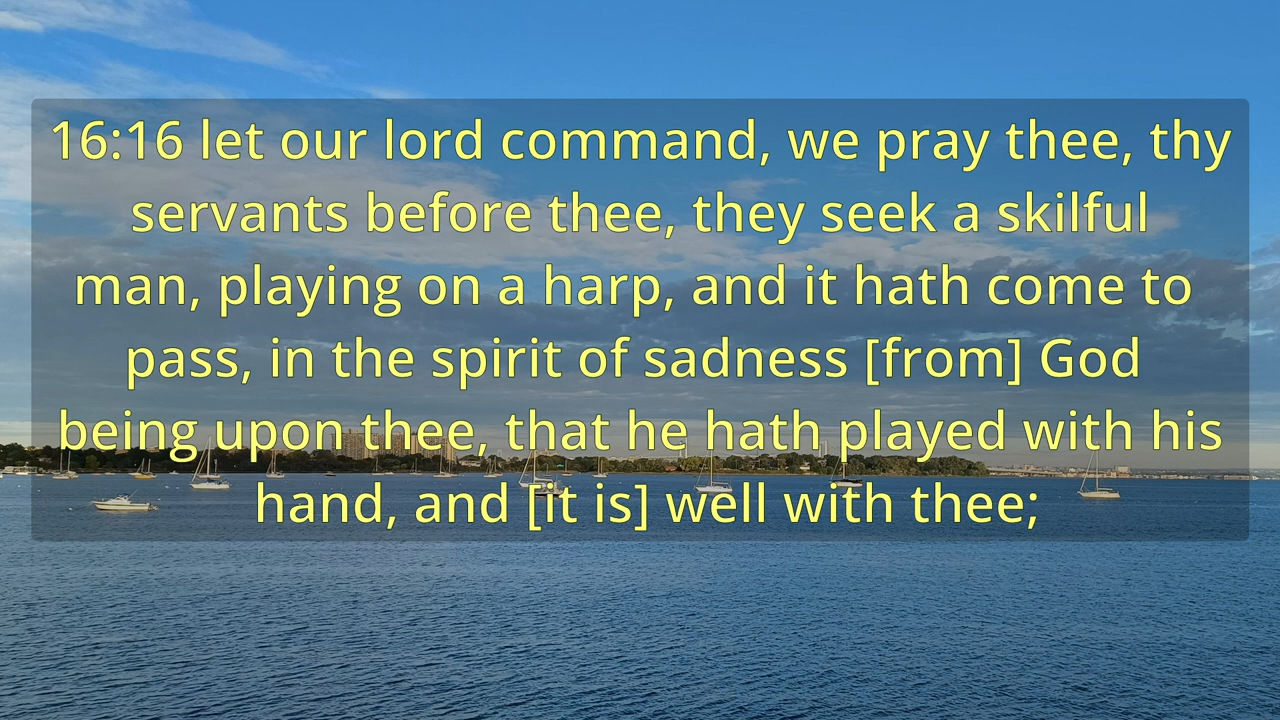 16:16 let our lord command, we pray thee, thy
servants before thee, they seek a skilful
man, playing on a harp, and it hath come to
pass, in the spirit of sadness [from] God
being upon thee, that he hath played with his
hand, and [it is] well with thee;